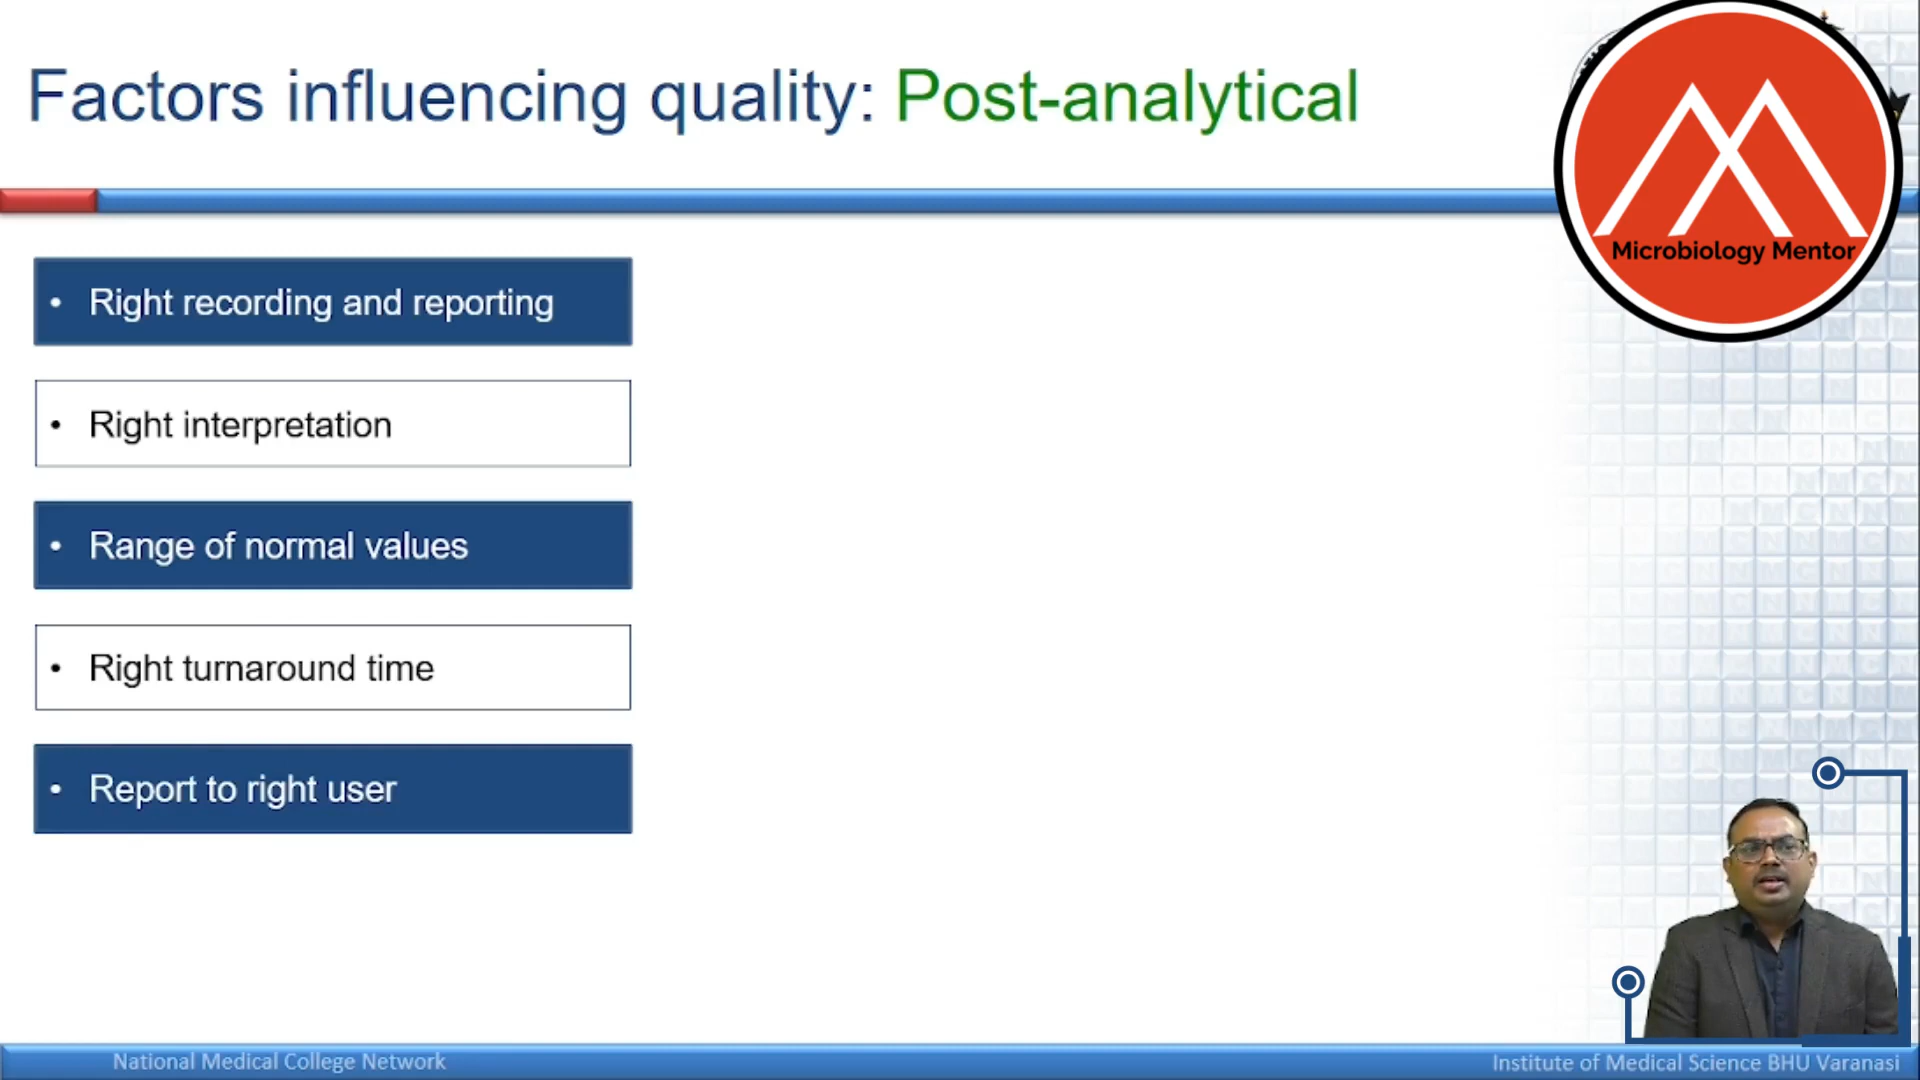 Factors influencing quality: Post-analytical
Microbiology Mentor
• Right recording and reporting
• Right interpretation
• Range of normal values
• Right turnaround time
• Report to right user
National Medical College Network
Institute of Medical Science BHU Varanasi